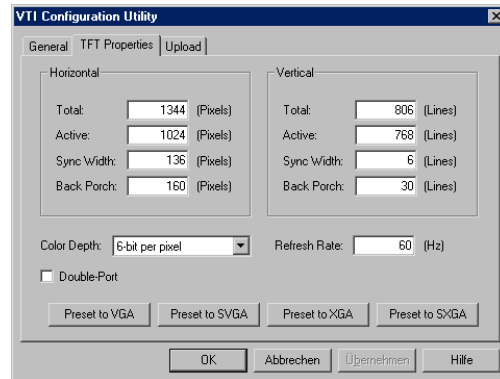 VTI Configuration Utility
General TFT Properties Upload
Horizontal
Total: 1344 (Pixels)
Active: 1024 (Pixels)
Sync Width: 136 (Pixels)
Back Porch: 160 (Pixels)
Vertical
Total: 806 (Lines)
Active: 768 (Lines)
Sync Width: 6 (Lines)
Back Porch: 30 (Lines)
Color Depth: 6-bit per pixel
Refresh Rate: 60 (Hz)
Double-Port
Preset to VGA Preset to SVGA Preset to XGA Preset to SXGA
OK Abbrechen Übernehmen Hilfe